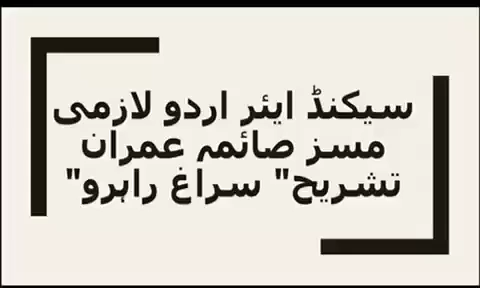 سیکنڈ ایئر اردو لازمی
مسز صائمہ عمران
تشریح" سراغ راہرو"